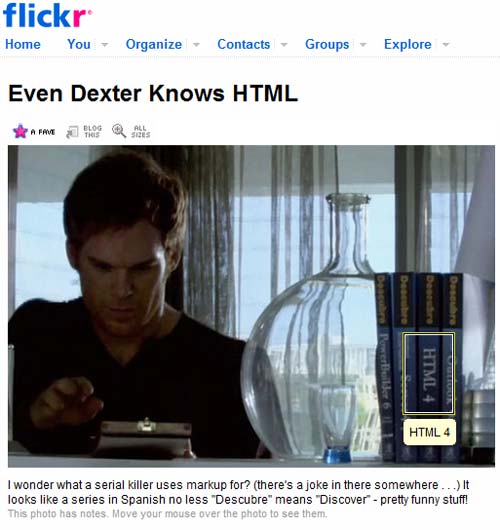 flickr
Home You Organize Contacts Groups Explore
Even Dexter Knows HTML
A FAVE BLOG THIS ALL SIZES
Descubre Descubre Descubre Descubre
PowerBuilder 6 HTML 4 Outlook
HTML 4
I wonder what a serial killer uses markup for? (there's a joke in there somewhere . . .) It
looks like a series in Spanish no less "Descubre" means "Discover" - pretty funny stuff!
This photo has notes. Move your mouse over the photo to see them.